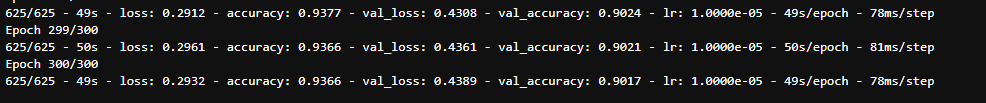 625/625 - 49s - loss: 0.2912 - accuracy: 0.9377 - val_loss: 0.4308 - val_accuracy: 0.9024 - lr: 1.0000e-05 - 49s/epoch - 78ms/step
Epoch 299/300
625/625 - 50s - loss: 0.2961 - accuracy: 0.9366 - val_loss: 0.4361 - val_accuracy: 0.9021 - lr: 1.0000e-05 - 50s/epoch - 81ms/step
Epoch 300/300
625/625 - 49s - loss: 0.2932 - accuracy: 0.9366 - val_loss: 0.4389 - val_accuracy: 0.9017 - lr: 1.0000e-05 - 49s/epoch - 78ms/step